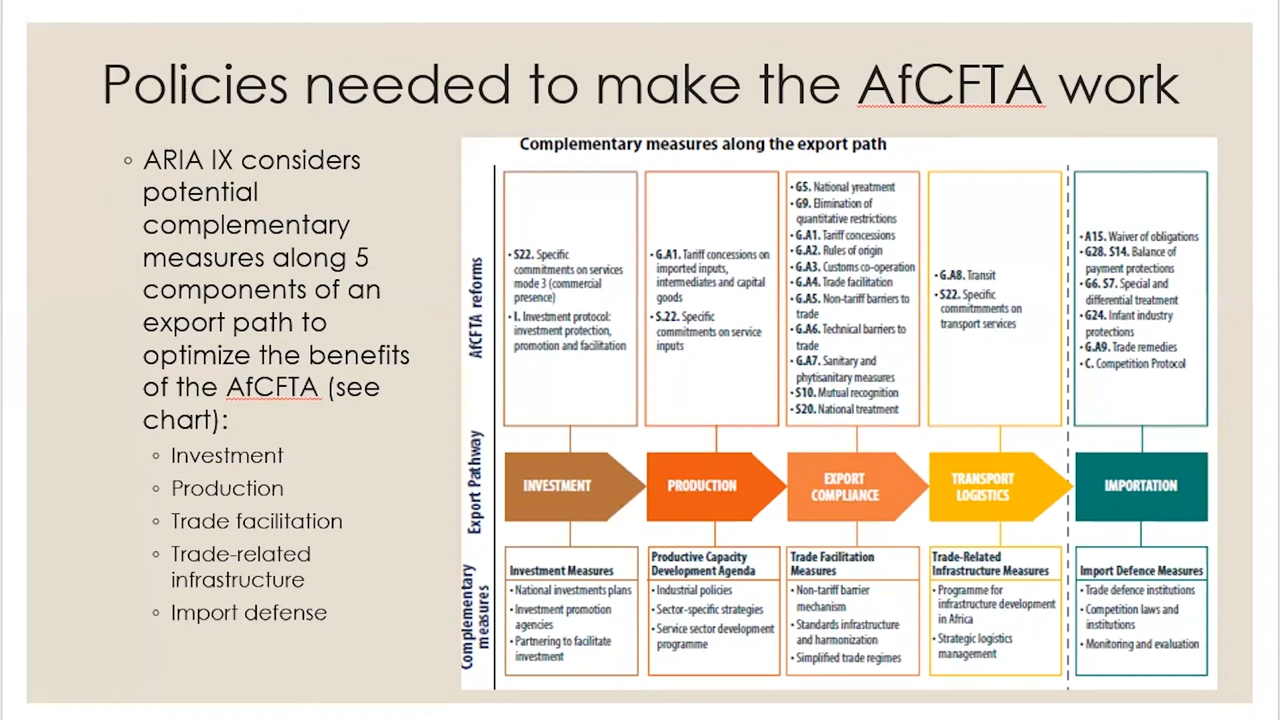 Policies needed to make the AfCFTA work
◦ ARIA IX considers
potential
complementary
measures along 5
components of an
export path to
optimize the benefits
of the AfCFTA (see
chart):
◦ Investment
◦ Production
◦ Trade facilitation
◦ Trade-related
infrastructure
◦ Import defense
Complementary measures along the export path
AfCFTA reforms
• S22. Specific
commitments on services
mode 3 (commercial
presence)
• I. Investment protocol:
investment protection,
promotion and facilitation
• G.A1. Tariff concessions on
imported inputs,
intermediates and capital
goods
• S.22. Specific
commitments on service
inputs
• G5. National yreatment
• G9. Elimination of
quantitative restrictions
• G.A1. Tariff concessions
• G.A2. Rules of origin
• G.A3. Customs co-operation
• G.A4. Trade facilitation
• G.A5. Non-tariff barriers to
trade
• G.A6. Technical barriers to
trade
• G.A7. Sanitary and
phytisanitary measures
• S10. Mutual recognition
• S20. National treatment
• G.A8. Transit
• S22. Specific
commitmments on
transport services
• A15. Waiver of obligations
• G28. S14. Balance of
payment protections
• G6. S7. Special and
differential treatment
• G24. Infant industry
protections
• G.A9. Trade remedies
• C. Competition Protocol
Export Pathway
INVESTMENT
PRODUCTION
EXPORT
COMPLIANCE
TRANSPORT
LOGISTICS
IMPORTATION
Complementary
measures
Investment Measures
• National investments plans
• Investment promotion
agencies
• Partnering to facilitate
investment
Productive Capacity
Development Agenda
• Industrial policies
• Sector-specific strategies
• Service sector development
programme
Trade Facilitation
Measures
• Non-tariff barrier
mechanism
• Standards infrastructure
and harmonization
• Simplified trade regimes
Trade-Related
Infrastructure Measures
• Programme for
infrastructure development
in Africa
• Strategic logistics
management
Import Defence Measures
• Trade defence institutions
• Competition laws and
institutions
• Monitoring and evaluation